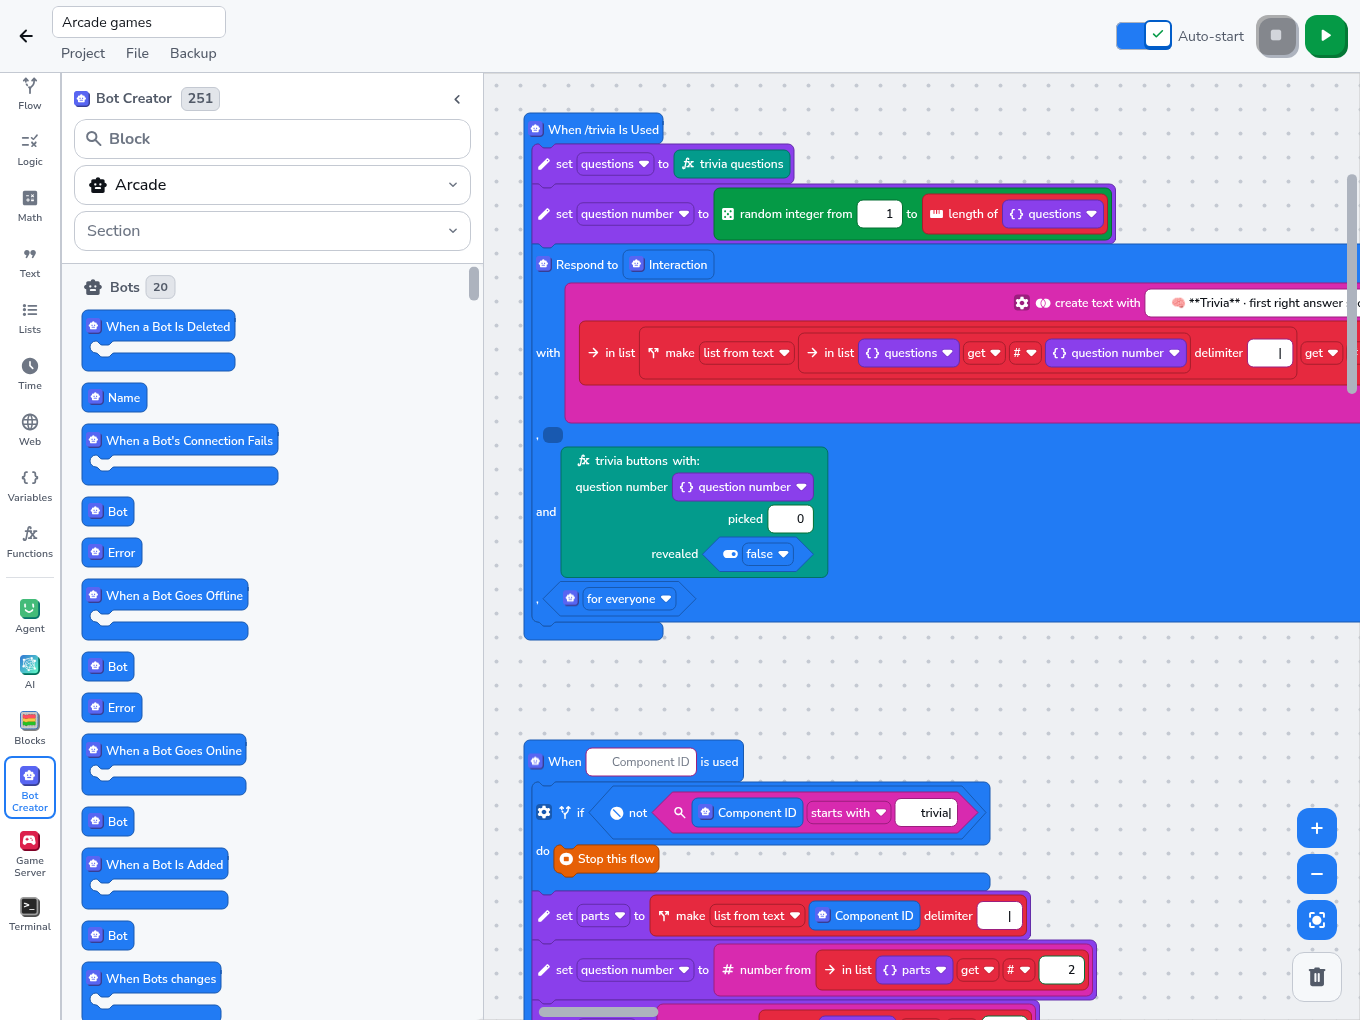 Arcade games
Project File Backup
Auto-start
Flow
Logic
Math
Text
Lists
Time
Web
Variables
Functions
Agent
AI
Blocks
Bot
Creator
Game
Server
Terminal
Bot Creator 251
Block
Arcade
Section
Bots 20
When a Bot Is Deleted
Name
When a Bot's Connection Fails
Bot
Error
When a Bot Goes Offline
Bot
Error
When a Bot Goes Online
Bot
When a Bot Is Added
Bot
When Bots changes
When /trivia Is Used
set questions to trivia questions
set question number to random integer from 1 to length of questions
Respond to Interaction
create text with 🧠 **Trivia** · first right answer
with in list make list from text in list questions get # question number delimiter | get
,
trivia buttons with:
question number question number
and picked 0
revealed false
, for everyone
When Component ID is used
if not Component ID starts with trivia|
do Stop this flow
set parts to make list from text Component ID delimiter |
set question number to number from in list parts get # 2